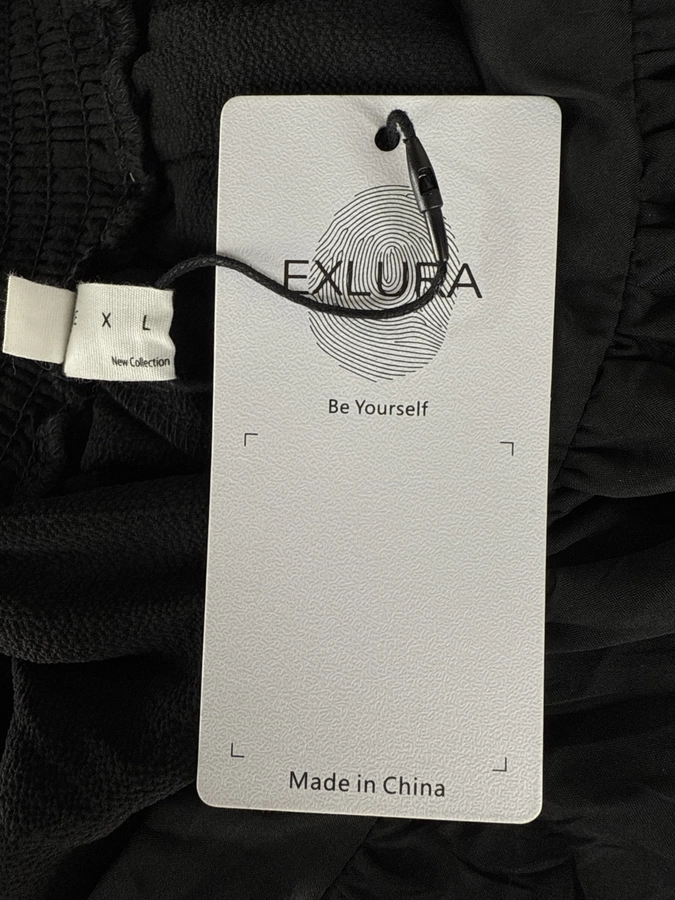 EXLURA
Be Yourself
Made in China
E X L
New Collection